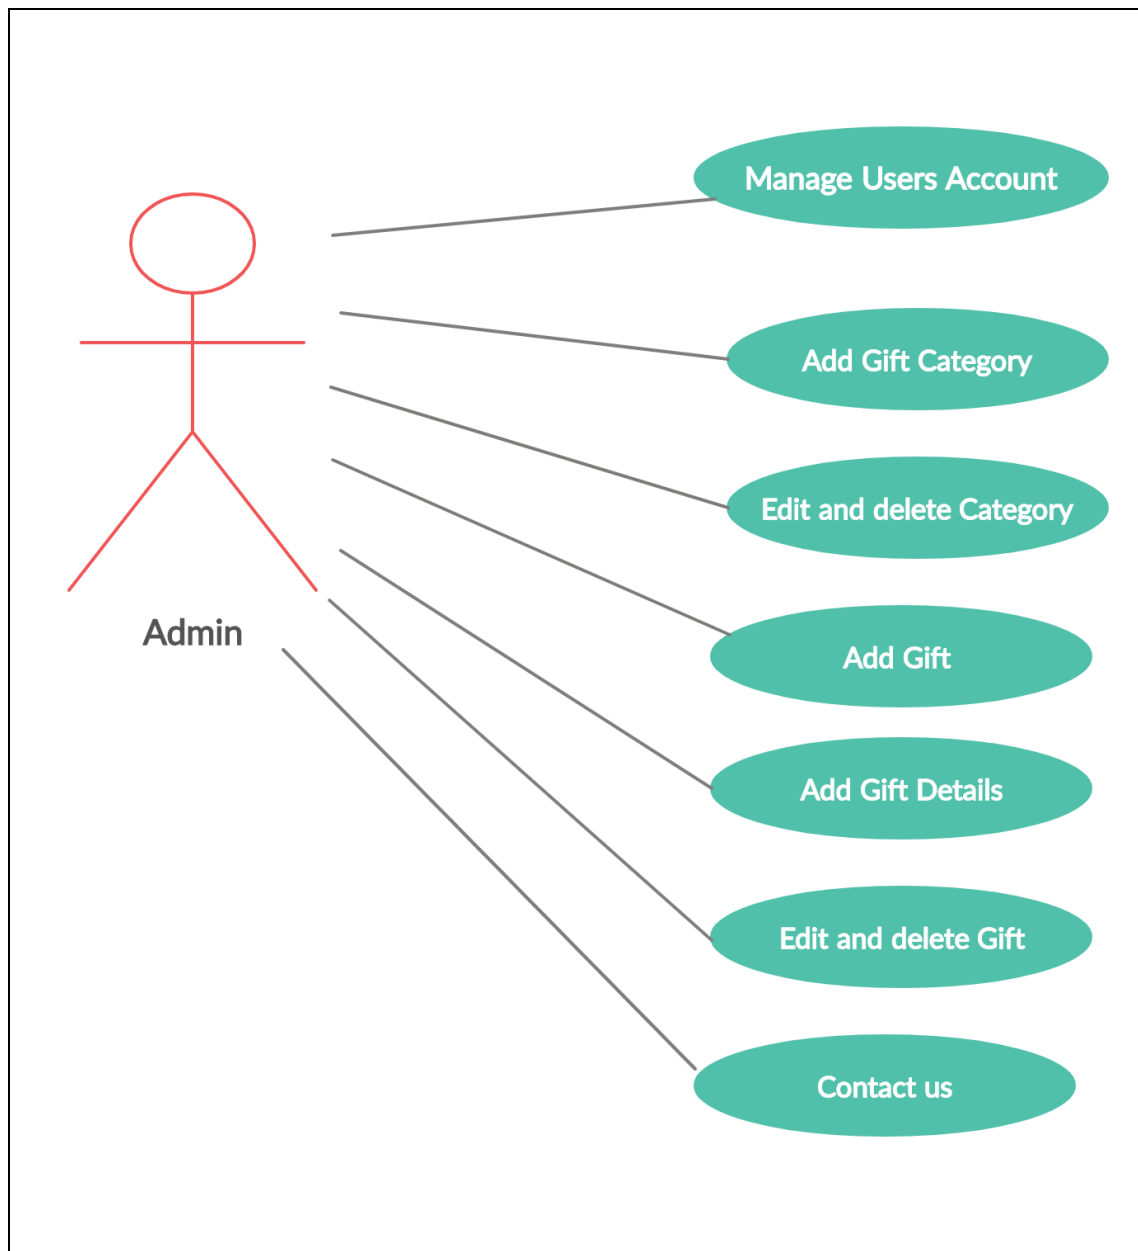 Manage Users Account
Add Gift Category
Edit and delete Category
Add Gift
Admin
Add Gift Details
Edit and delete Gift
Contact us